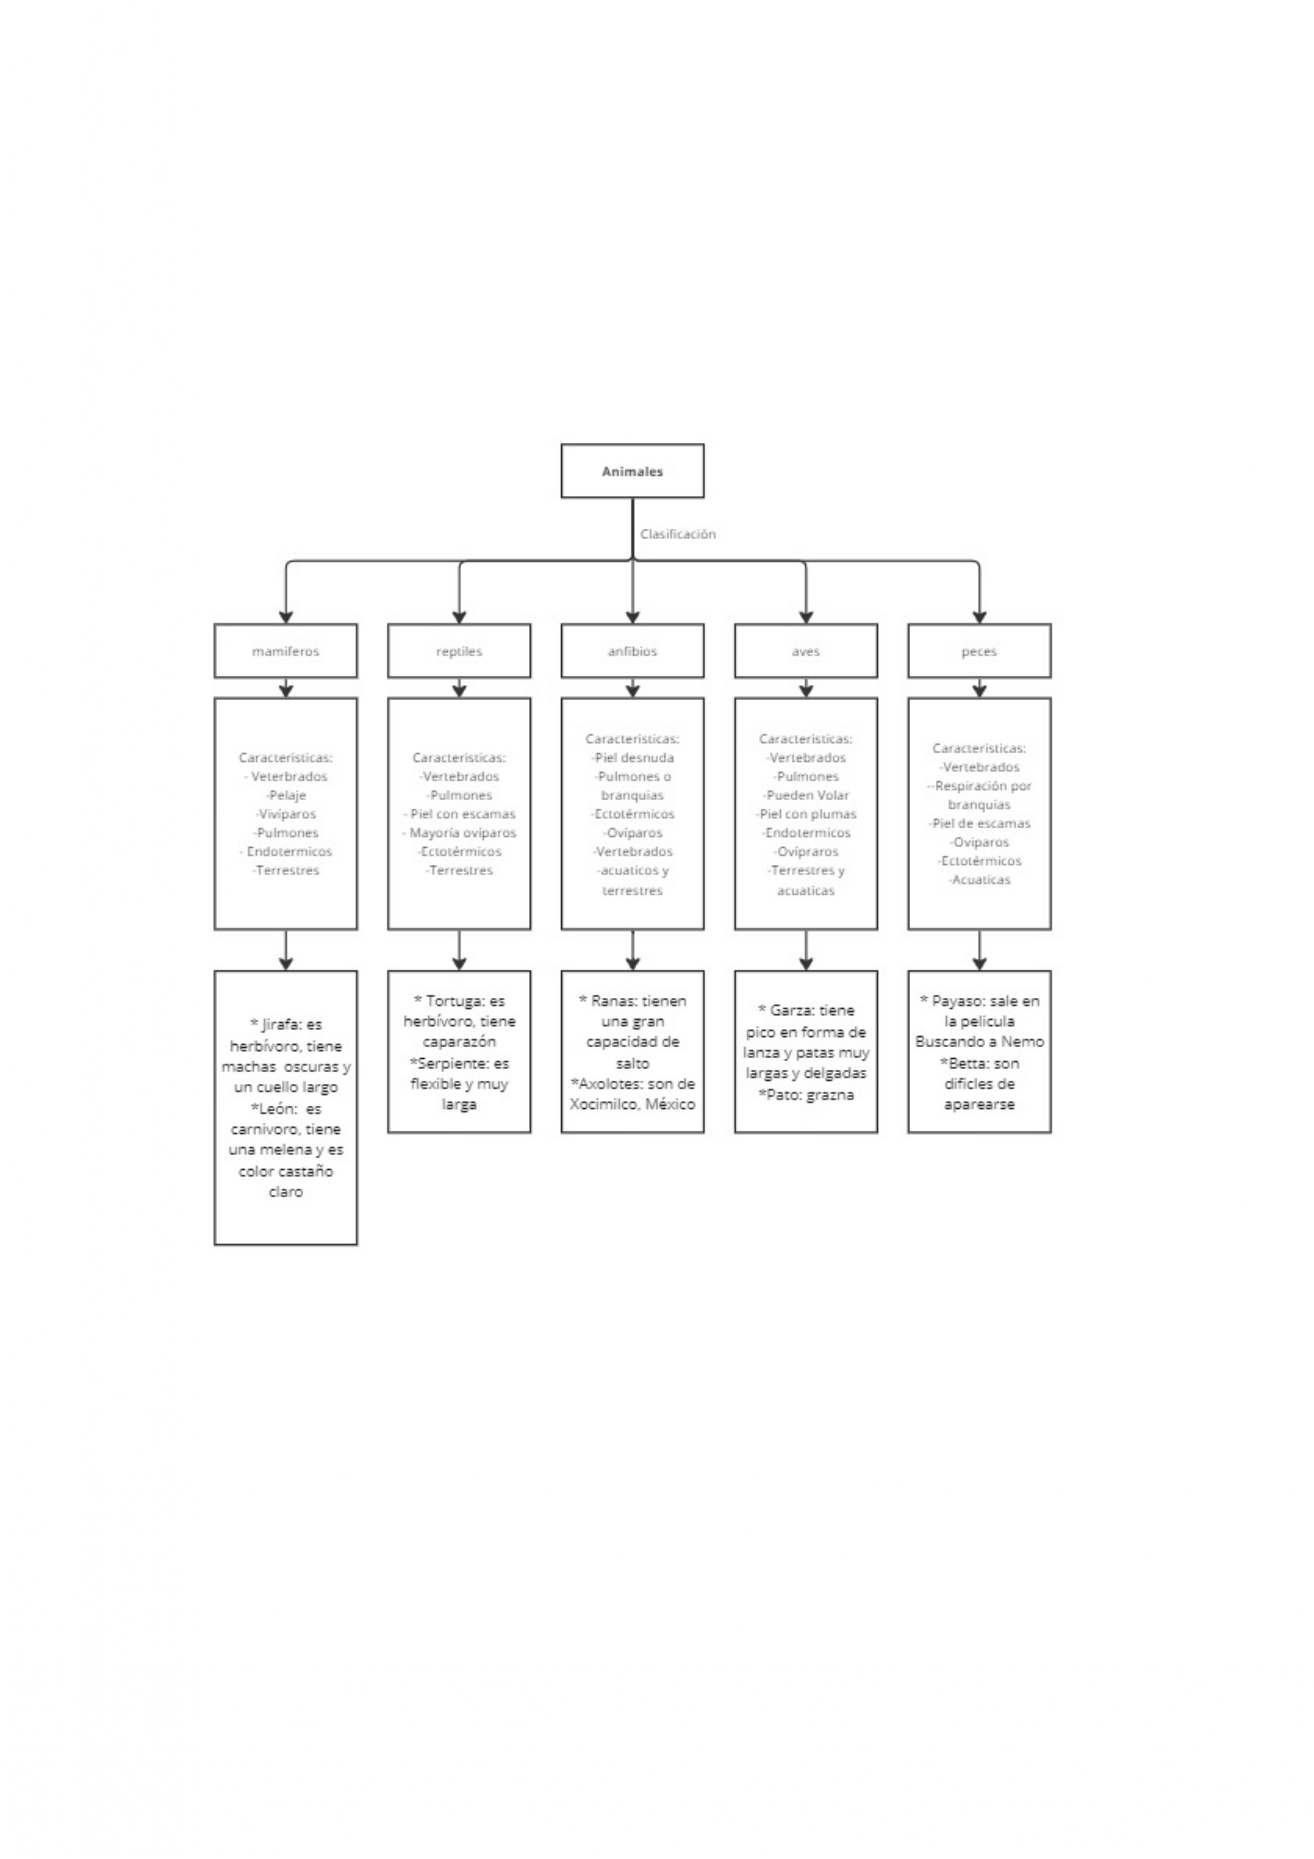 Animales
Clasificación
mamiferos
reptiles
anfibios
aves
peces
Caracteristicas:
- Veterbrados
-Pelaje
-Vivíparos
-Pulmones
- Endotermicos
-Terrestres
Caracteristicas:
-Vertebrados
-Pulmones
- Piel con escamas
- Mayoría ovíparos
-Ectotérmicos
-Terrestres
Caracteristicas:
-Piel desnuda
-Pulmones o
branquias
-Ectotérmicos
-Ovíparos
-Vertebrados
-acuaticos y
terrestres
Caracteristicas:
-Vertebrados
-Pulmones
-Pueden Volar
-Piel con plumas
-Endotermicos
-Ovípraros
-Terrestres y
acuaticas
Caracteristicas:
-Vertebrados
--Respiración por
branquias
-Piel de escamas
-Oviparos
-Ectotérmicos
-Acuaticas
* Jirafa: es
herbívoro, tiene
machas oscuras y
un cuello largo
*León: es
carnivoro, tiene
una melena y es
color castaño
claro
* Tortuga: es
herbívoro, tiene
caparazón
*Serpiente: es
flexible y muy
larga
* Ranas: tienen
una gran
capacidad de
salto
*Axolotes: son de
Xocimilco, México
* Garza: tiene
pico en forma de
lanza y patas muy
largas y delgadas
*Pato: grazna
* Payaso: sale en
la pelicula
Buscando a Nemo
*Betta: son
dificles de
aparearse